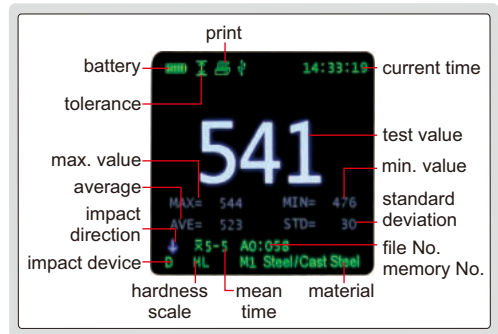 print
battery
14:33:19
current time
tolerance
541
test value
max. value
min. value
MAX= 544 MIN= 476
average
standard
deviation
AVE= 523 STD= 30
impact
direction
x̅5-5 A0:058
file No.
memory No.
impact device
D HL M1 Steel/Cast Steel
hardness
scale
mean
time
material